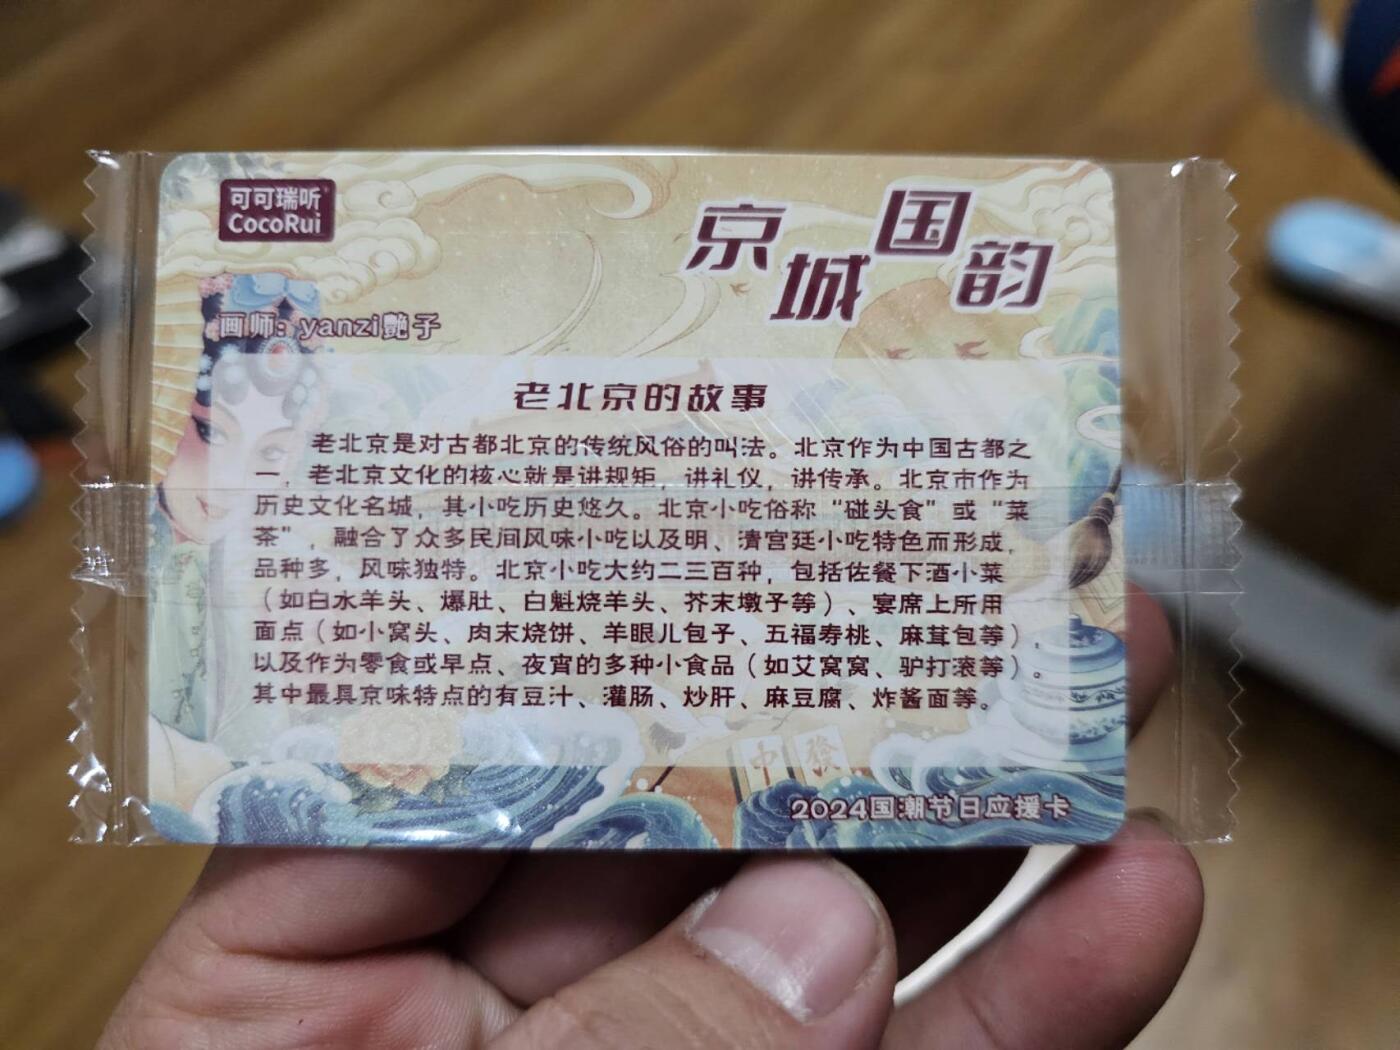 可可瑞听
CocoRui
京城国韵
画师：yanzi艷子
老北京的故事
老北京是对古都北京的传统风俗的叫法。北京作为中国古都之
一，老北京文化的核心就是讲规矩，讲礼仪，讲传承。北京市作为
历史文化名城，其小吃历史悠久。北京小吃俗称“碰头食”或“菜
茶”，融合了众多民间风味小吃以及明、清宫廷小吃特色而形成，
品种多，风味独特。北京小吃大约二三百种，包括佐餐下酒小菜
（如白水羊头、爆肚、白魁烧羊头、芥末墩子等）、宴席上所用
面点（如小窝头、肉末烧饼、羊眼儿包子、五福寿桃、麻茸包等），
以及作为零食或早点、夜宵的多种小食品（如艾窝窝、驴打滚等）。
其中最具京味特点的有豆汁、灌肠、炒肝、麻豆腐、炸酱面等。
中 發
2024国潮节日应援卡